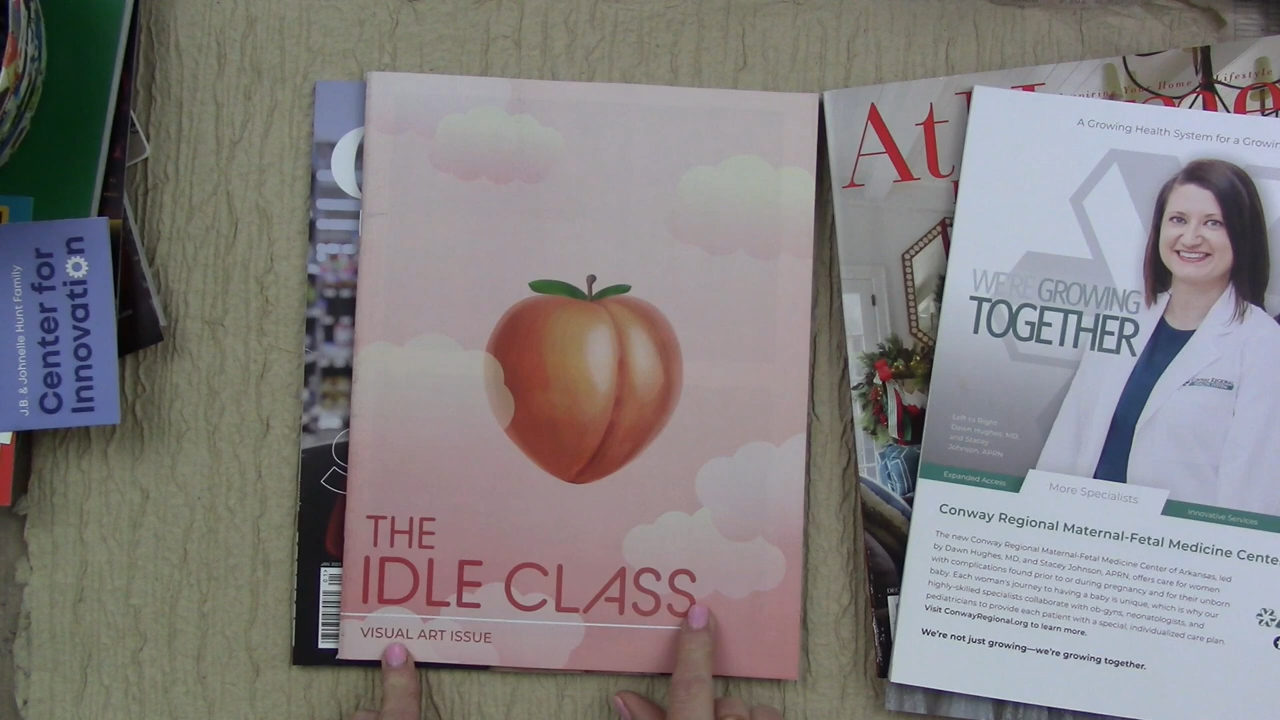 J.B. & Johnelle Hunt Family
Center for
Innovation
THE
IDLE CLASS
VISUAL ART ISSUE
At
Your Home & Lifestyle
A Growing Health System for a
WE'RE GROWING
TOGETHER
Left to Right:
Dawn Hughes, MD,
and Stacey
Johnson, APRN
Expanded Access
More Specialists
Innovative Services
Conway Regional Maternal-Fetal Medicine
The new Conway Regional Maternal-Fetal Medicine Center of Arkansas, led
by Dawn Hughes, MD, and Stacey Johnson, APRN, offers care for women
with complications found prior to or during pregnancy and for their unborn
baby. Each woman's journey to having a baby is unique, which is why our
highly-skilled specialists collaborate with ob-gyns, neonatologists, and
pediatricians to provide each patient with a special, individualized care plan.
Visit ConwayRegional.org to learn more.
We're not just growing—we're growing together.